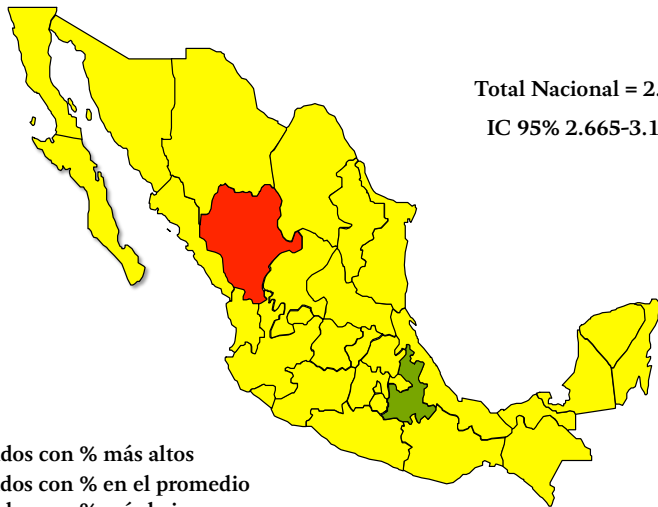 Total Nacional = 2.
IC 95% 2.665-3.1
dos con % más altos
dos con % en el promedio